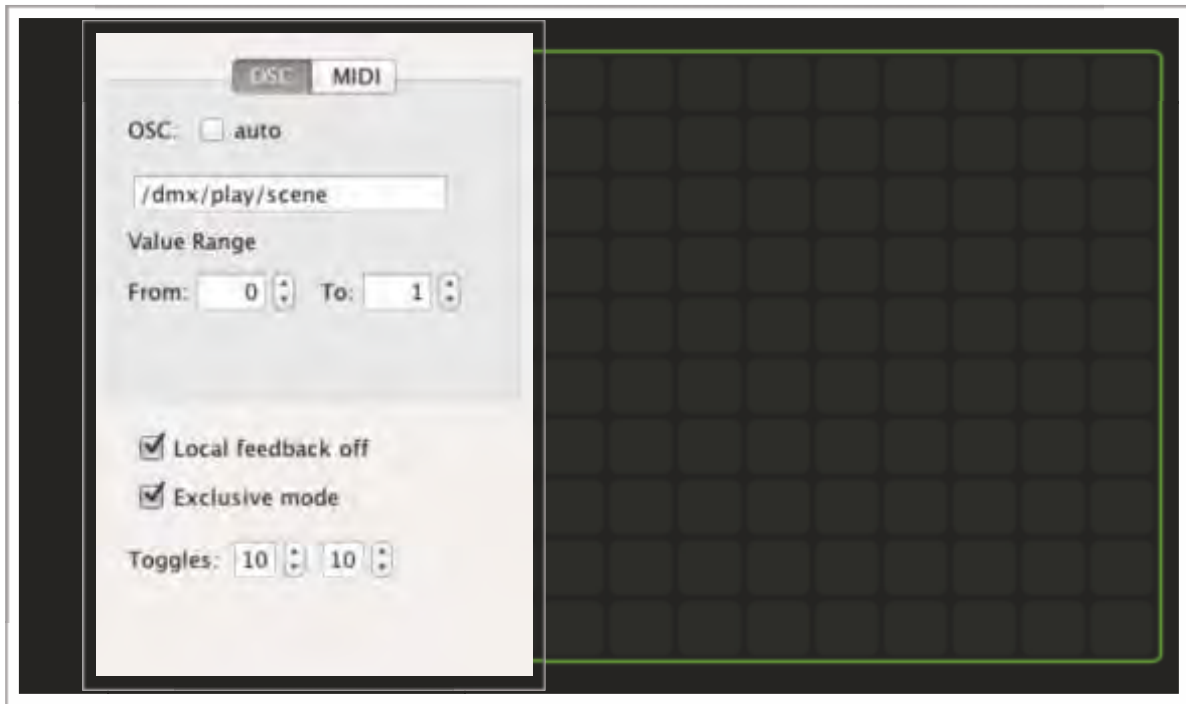 OSC MIDI
OSC: auto
/dmx/play/scene
Value Range
From: 0 To: 1
Local feedback off
Exclusive mode
Toggles: 10 10